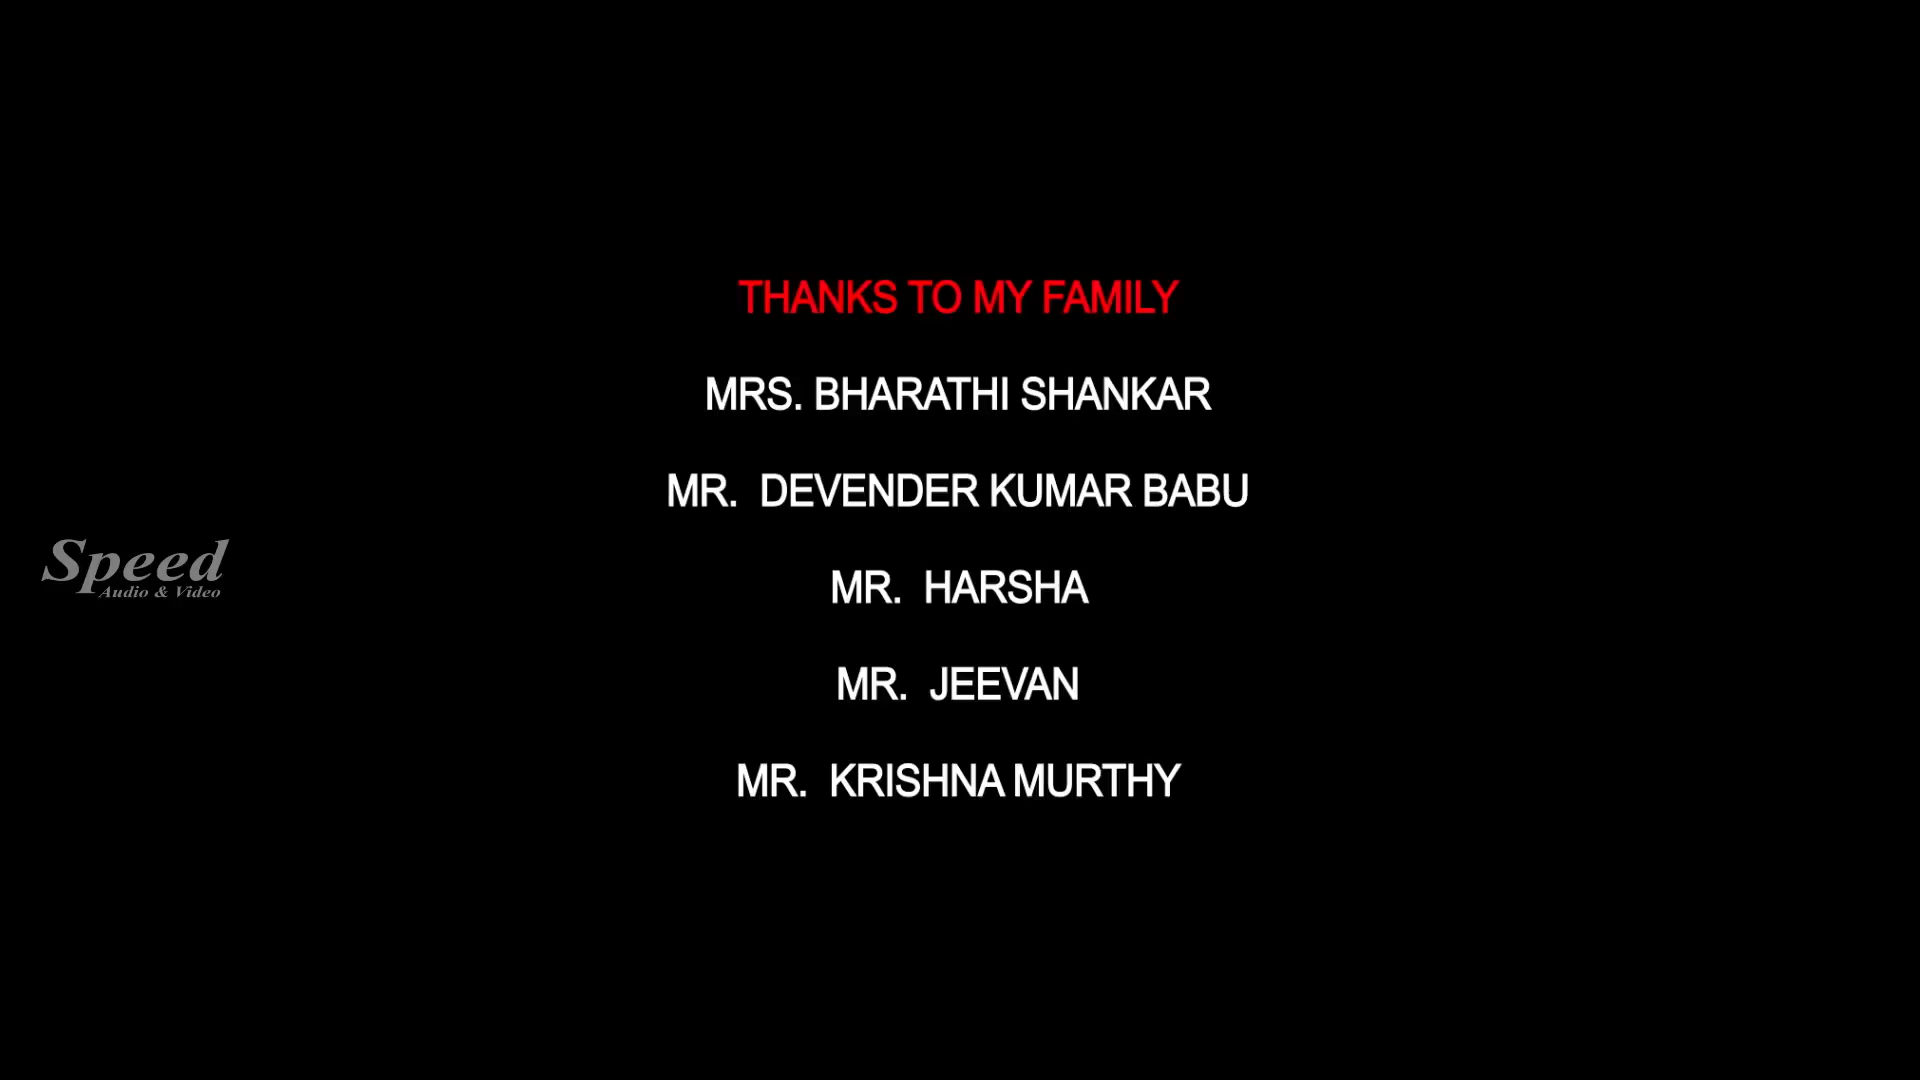 THANKS TO MY FAMILY
MRS. BHARATHI SHANKAR
MR.  DEVENDER KUMAR BABU
MR.  HARSHA
MR.  JEEVAN
MR.  KRISHNA MURTHY
Speed
Audio & Video